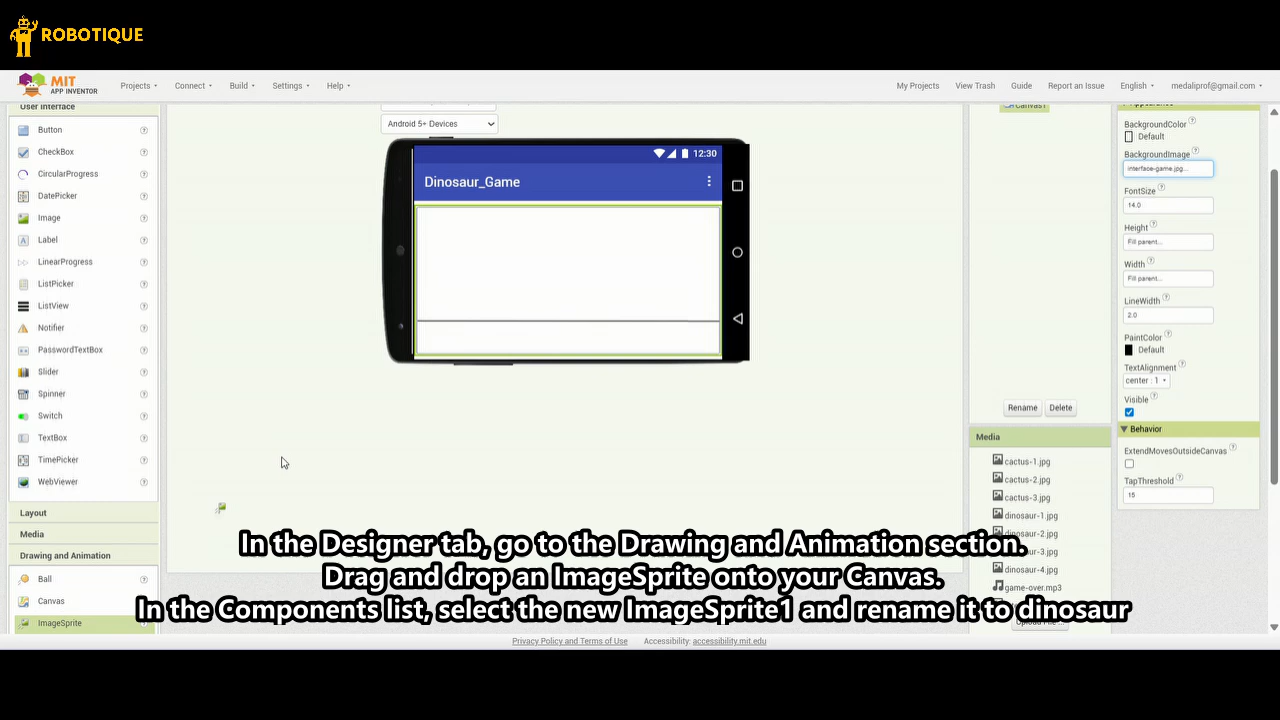 ROBOTIQUE
MIT
APP INVENTOR
Projects
Connect
Build
Settings
Help
My Projects
View Trash
Guide
Report an Issue
English
medaliprof@gmail.com
User Interface
Button
CheckBox
CircularProgress
DatePicker
Image
Label
LinearProgress
ListPicker
ListView
Notifier
PasswordTextBox
Slider
Spinner
Switch
TextBox
TimePicker
WebViewer
Layout
Media
Drawing and Animation
Ball
Canvas
ImageSprite
Android 5+ Devices
12:30
Dinosaur_Game
Canvas1
Rename
Delete
Media
cactus-1.jpg
cactus-2.jpg
cactus-3.jpg
dinosaur-1.jpg
dinosaur-2.jpg
-3.jpg
dinosaur-4.jpg
game-over.mp3
Appearance
BackgroundColor
Default
BackgroundImage
interface-game.jpg...
FontSize
14.0
Height
Fill parent...
Width
Fill parent...
LineWidth
2.0
PaintColor
Default
TextAlignment
center : 1
Visible
Behavior
ExtendMovesOutsideCanvas
TapThreshold
15
In the Designer tab, go to the Drawing and Animation section.
Drag and drop an ImageSprite onto your Canvas.
In the Components list, select the new ImageSprite1 and rename it to dinosaur
Upload File ...
Privacy Policy and Terms of Use
Accessibility: accessibility.mit.edu